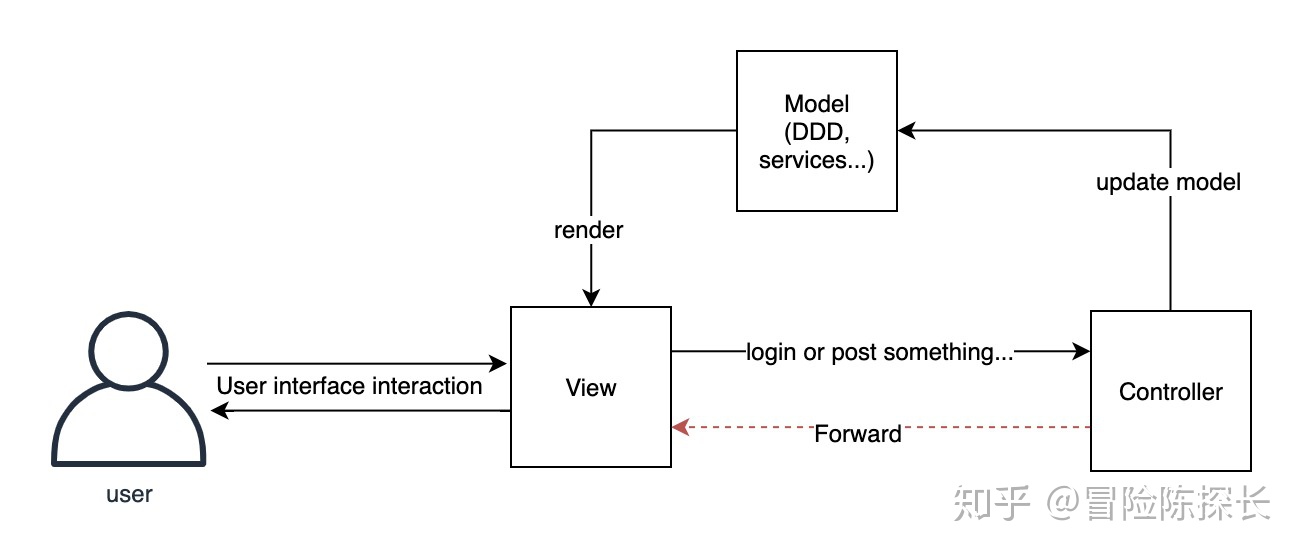 Model
(DDD,
services...)
update model
render
login or post something...
User interface interaction
View
Controller
Forward
user
知乎 @冒险陈探长